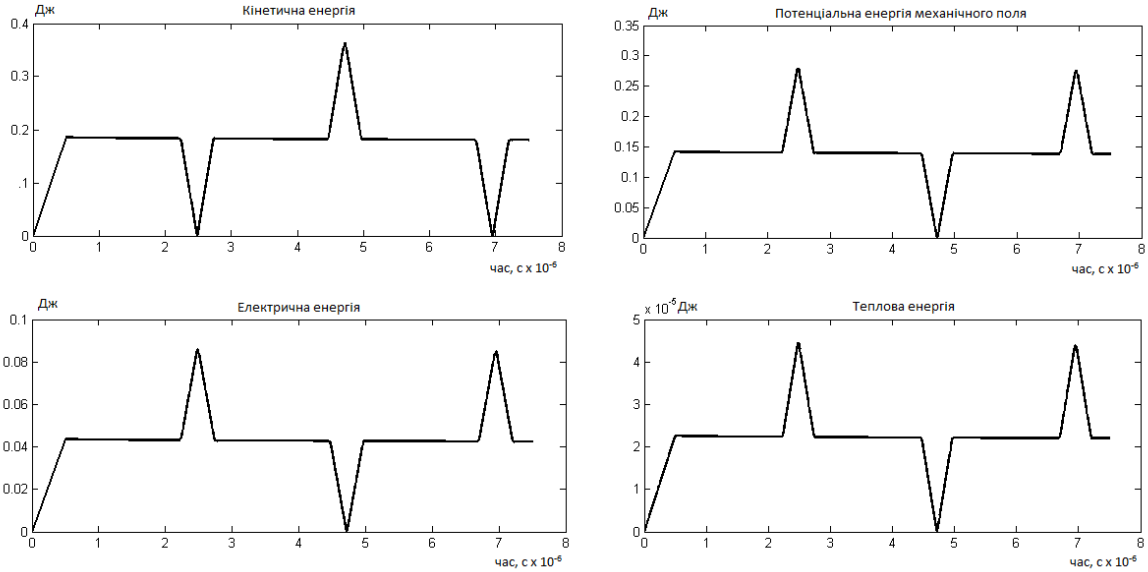 Дж Кінетична енергія
0.4
0.3
0.2
.1
0
0 1 2 3 4 5 6 7 8
час, с x 10⁻⁶
Дж Потенціальна енергія механічного поля
0.35
0.3
0.25
0.2
0.15
0.1
0.05
0
0 1 2 3 4 5 6 7 8
час, с x 10⁻⁶
Дж Електрична енергія
0.1
0.08
0.06
0.04
0.02
0
0 1 2 3 4 5 6 7 8
час, с x 10⁻⁶
x 10⁻⁵ Дж Теплова енергія
5
4
3
2
1
0
0 1 2 3 4 5 6 7 8
час, с x 10⁻⁶